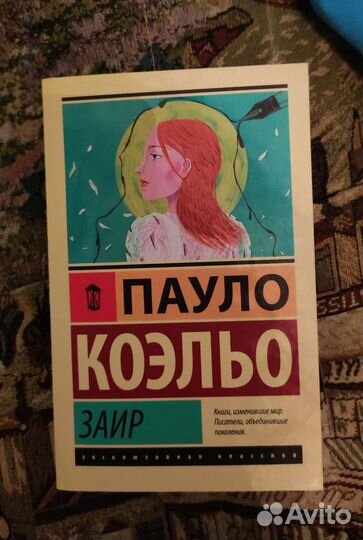 ПАУЛО
КОЭЛЬО
ЗАИР
Книги, изменившие мир.
Писатели, объединившие
поколения.
эксклюзивная классика
Avito